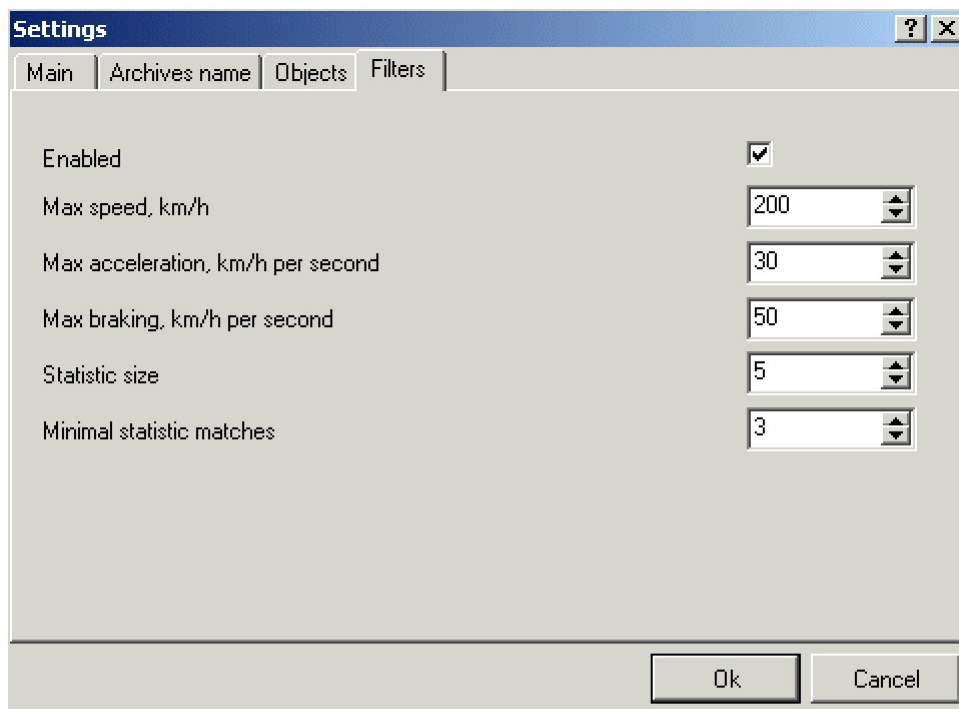 Settings
Main Archives name Objects Filters
Enabled
Max speed, km/h 200
Max acceleration, km/h per second 30
Max braking, km/h per second 50
Statistic size 5
Minimal statistic matches 3
Ok Cancel